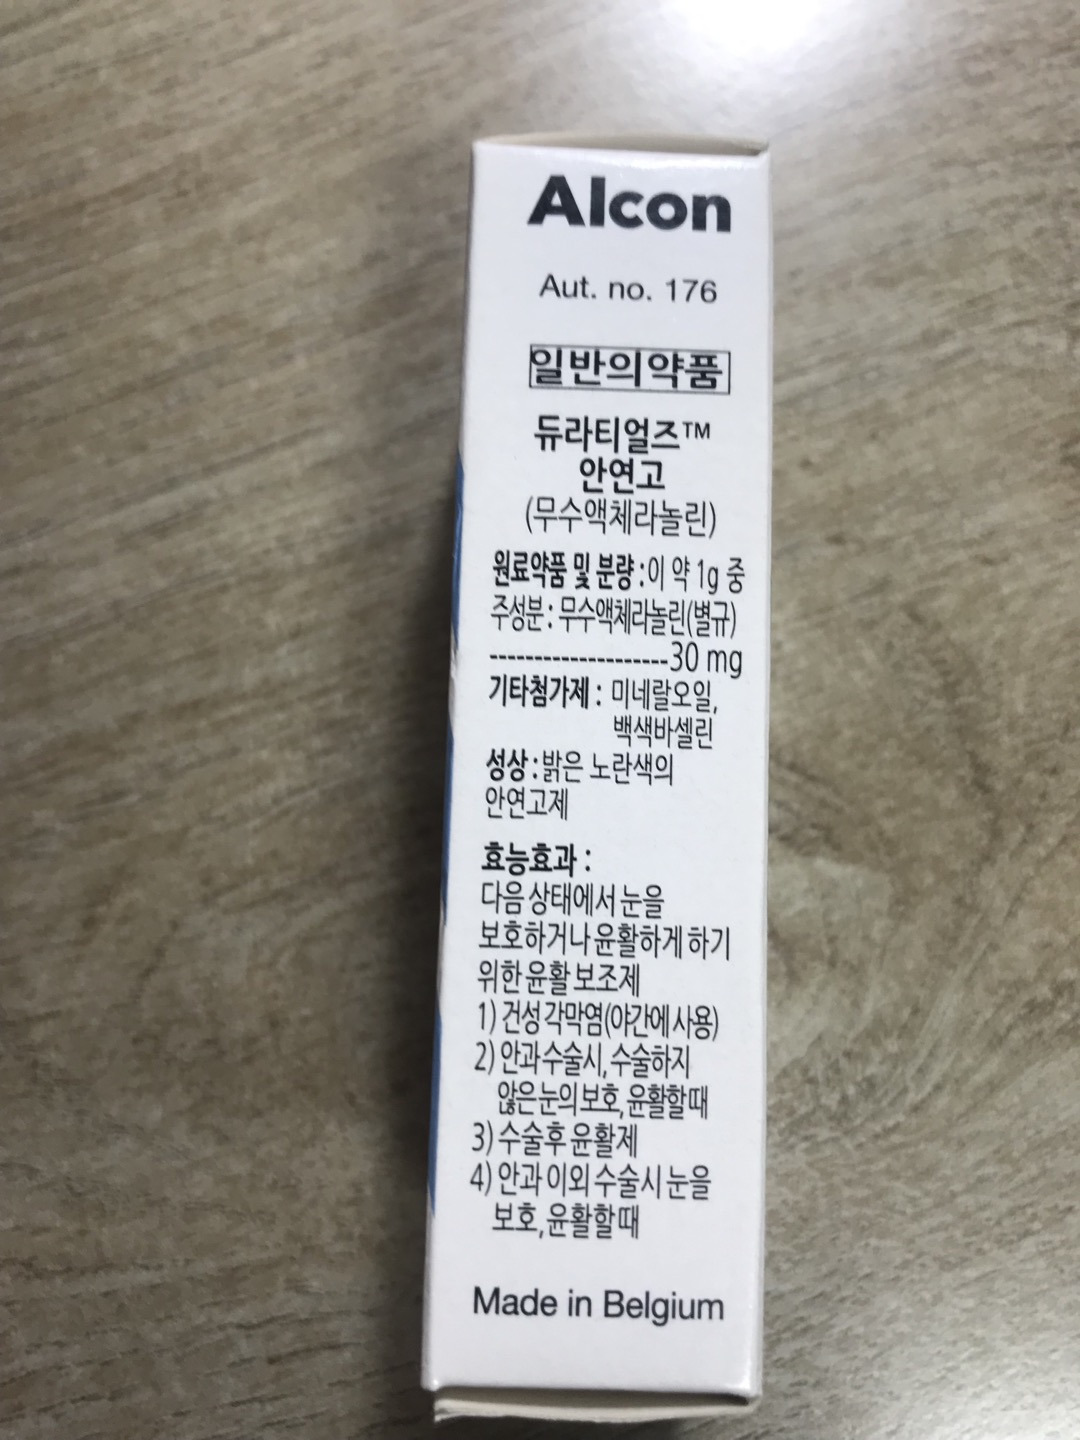 Alcon
Aut. no. 176
일반의약품
듀라티얼즈™
안연고
(무수액체라놀린)
원료약품 및 분량 : 이 약 1g 중
주성분 : 무수액체라놀린(별규)
--------------------30 mg
기타첨가제 : 미네랄오일,
백색바셀린
성상 : 밝은 노란색의
안연고제
효능효과 :
다음 상태에서 눈을
보호하거나 윤활하게 하기
위한 윤활 보조제
1) 건성 각막염(야간에 사용)
2) 안과 수술시, 수술하지
않은 눈의 보호, 윤활할 때
3) 수술후 윤활제
4) 안과 이외 수술시 눈을
보호, 윤활할 때
Made in Belgium